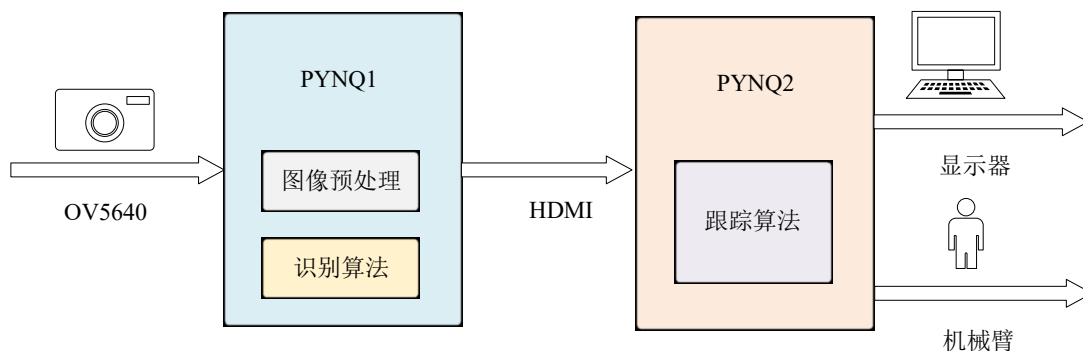 PYNQ1
图像预处理
识别算法
OV5640
HDMI
PYNQ2
跟踪算法
显示器
机械臂